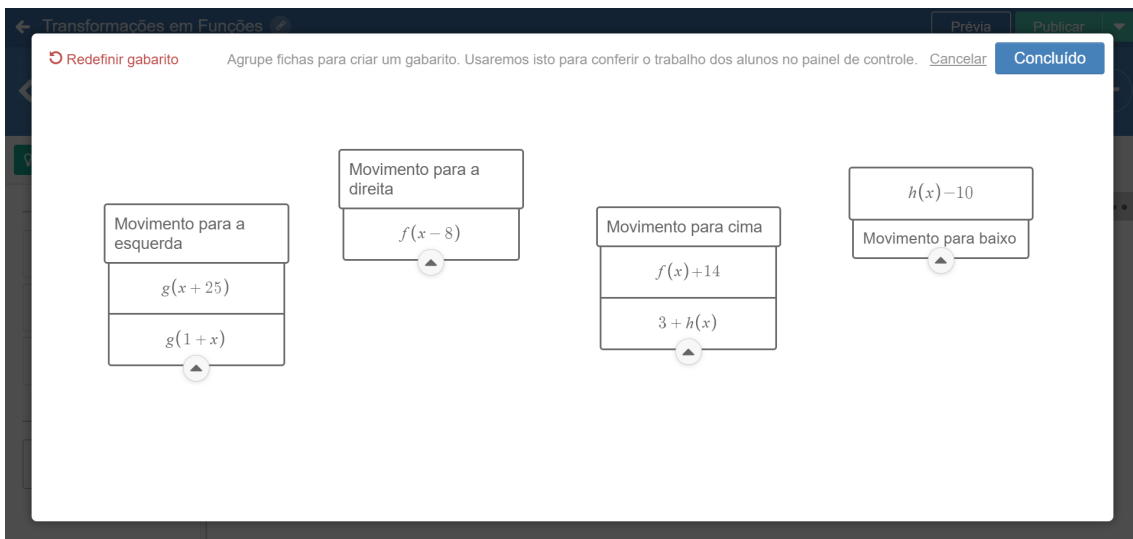 Transformações em Funções
Prévia
Publicar
Redefinir gabarito
Agrupe fichas para criar um gabarito. Usaremos isto para conferir o trabalho dos alunos no painel de controle.
Cancelar
Concluído
Movimento para a
esquerda
g(x + 25)
g(1 + x)
Movimento para a
direita
f(x − 8)
Movimento para cima
f(x)+14
3 + h(x)
h(x)−10
Movimento para baixo